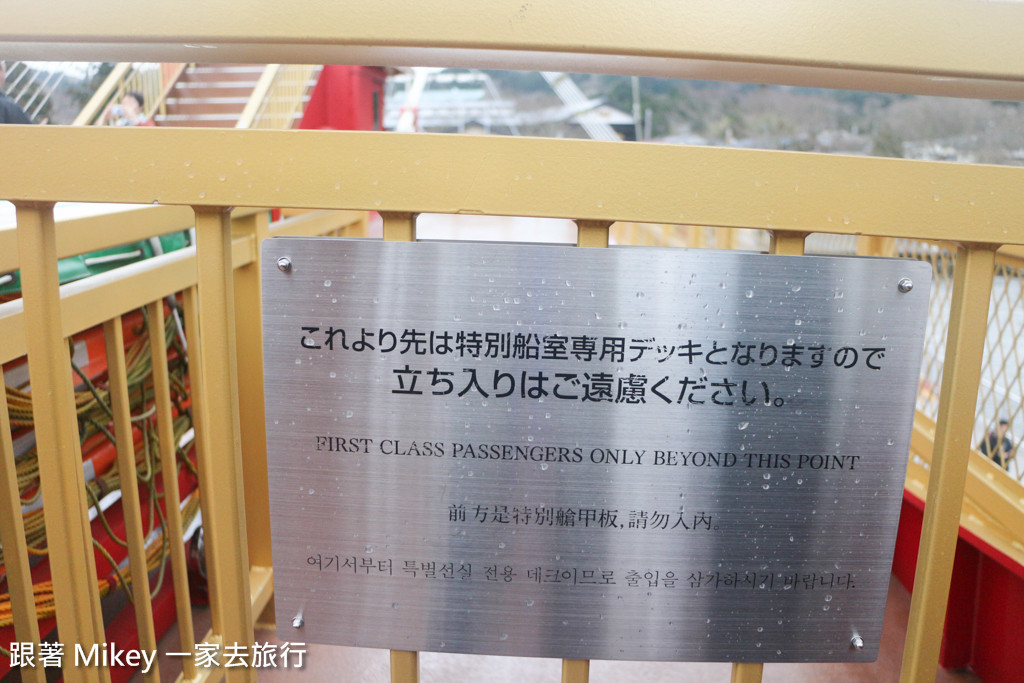 これより先は特別船室専用デッキとなりますので
立ち入りはご遠慮ください。
FIRST CLASS PASSENGERS ONLY BEYOND THIS POINT
前方是特別艙甲板,請勿入內。
여기서부터 특별선실 전용 데크이므로 출입을 삼가하시기 바랍니다.
跟著 Mikey 一家去旅行